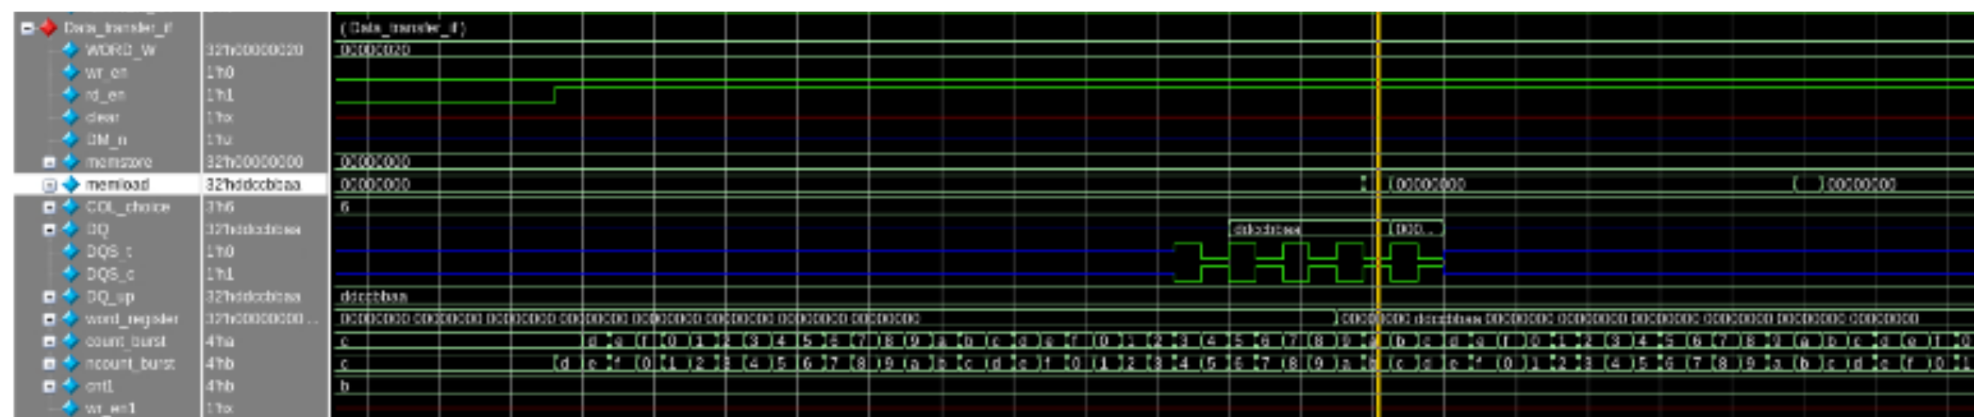 Data_transfer_if (Data_transfer_if)
WORD_W 32'h00000020 00000020
wr_en 1'h0
rd_en 1'h1
clear 1'hx
DM_n 1'hz
memstore 32'h00000000 00000000
memload 32'hddccbbaa 00000000 00000000 00000000
COL_choice 3'h6 6
DQ 32'hddccbbaa ddccbbaa 000...
DQS_t 1'h0
DQS_c 1'h1
DQ_up 32'hddccbbaa ddccbbaa
word_register 32'h00000000 ... 00000000 00000000 00000000 00000000 00000000 00000000 00000000 00000000 00000000 ddccbbaa 00000000 00000000 00000000 00000000 00000000 00000000
count_burst 4'ha c d e f 0 1 2 3 4 5 6 7 8 9 a b c d e f 0 1 2 3 4 5 6 7 8 9 a b c d e f 0 1 2 3 4 5 6 7 8 9 a b c d e f 0
ncount_burst 4'hb c d e f 0 1 2 3 4 5 6 7 8 9 a b c d e f 0 1 2 3 4 5 6 7 8 9 a b c d e f 0 1 2 3 4 5 6 7 8 9 a b c d e f 0 1
cnt1 4'hb b
wr_en1 1'hx